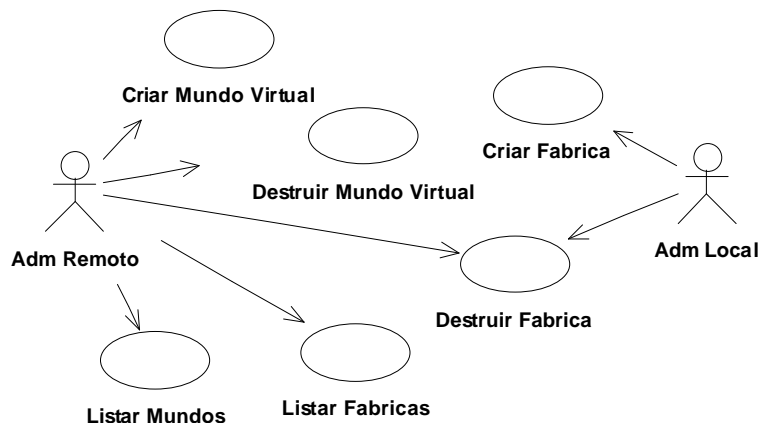 Criar Mundo Virtual
Criar Fabrica
Destruir Mundo Virtual
Adm Remoto
Adm Local
Destruir Fabrica
Listar Mundos
Listar Fabricas